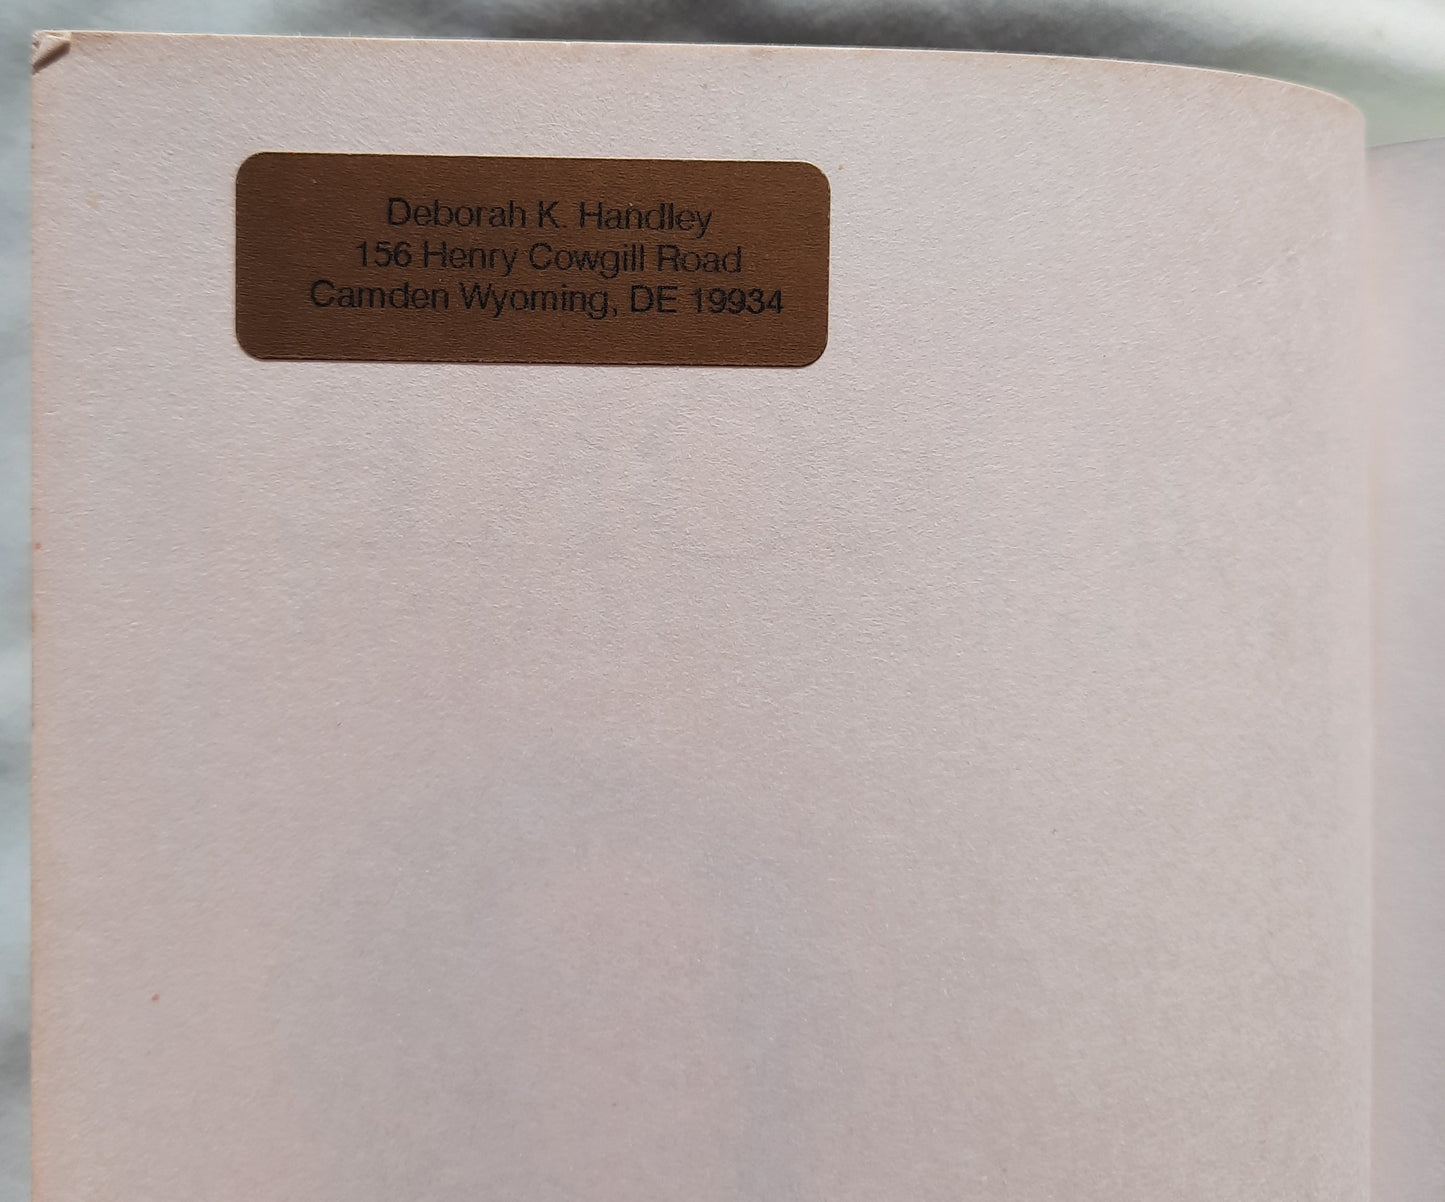 Deborah K. Handley
156 Henry Cowgill Road
Camden Wyoming, DE 19934